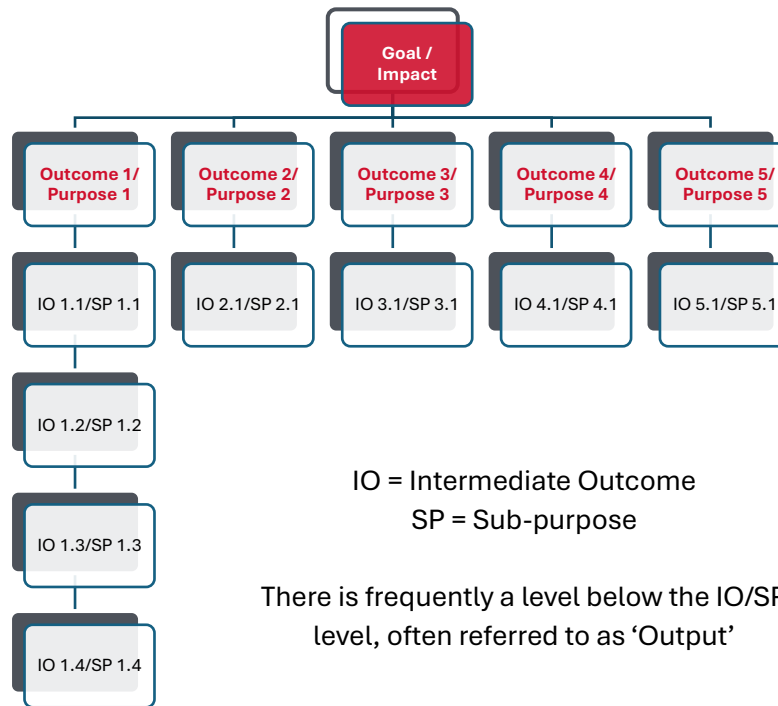 Goal /
Impact
Outcome 1/
Purpose 1
Outcome 2/
Purpose 2
Outcome 3/
Purpose 3
Outcome 4/
Purpose 4
Outcome 5/
Purpose 5
IO 1.1/SP 1.1
IO 2.1/SP 2.1
IO 3.1/SP 3.1
IO 4.1/SP 4.1
IO 5.1/SP 5.1
IO 1.2/SP 1.2
IO 1.3/SP 1.3
IO 1.4/SP 1.4
IO = Intermediate Outcome
SP = Sub-purpose
There is frequently a level below the IO/SP
level, often referred to as ‘Output’